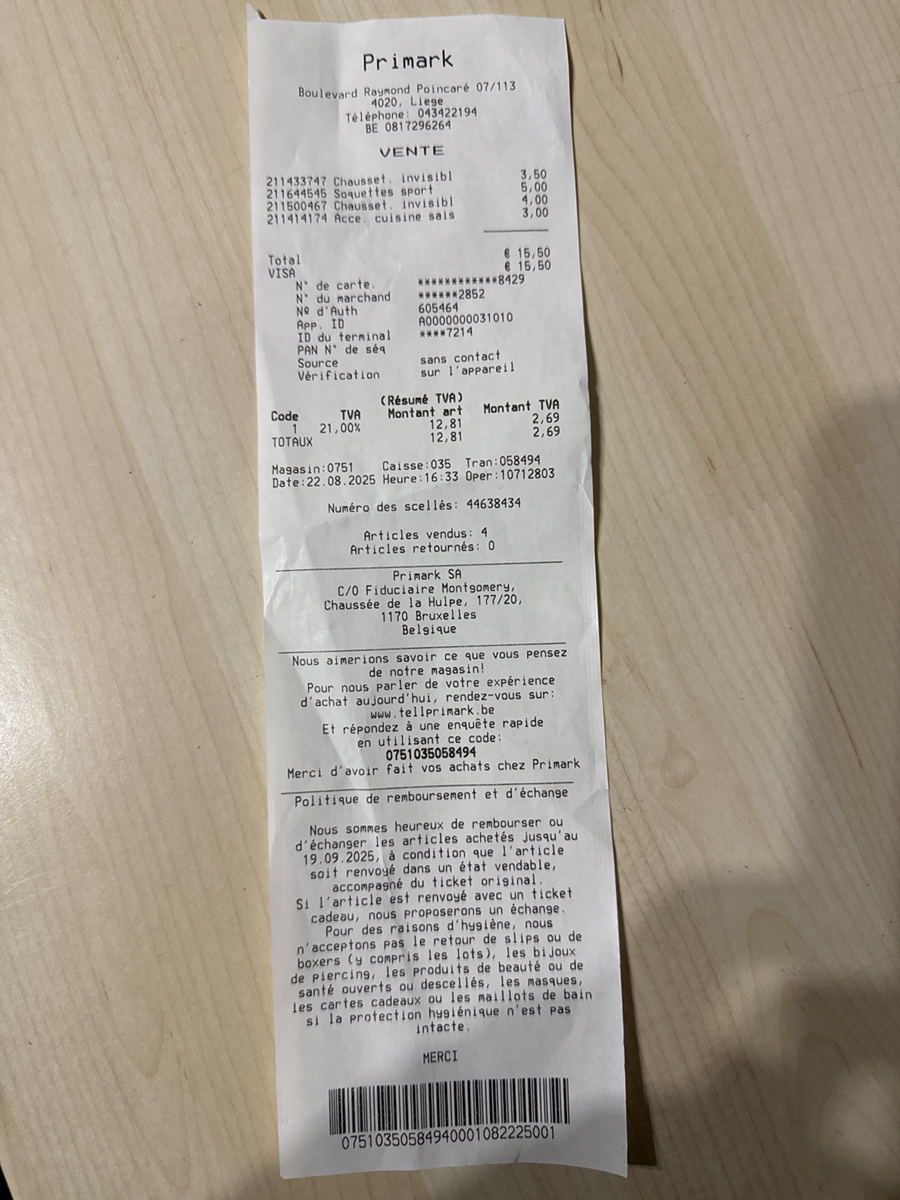 Primark
Boulevard Raymond Poincaré 07/113
4020, Liege
Téléphone: 043422194
BE 0817296264
VENTE
211433747 Chausset. invisibl 3,50
211644545 Soquettes sport 5,00
211500467 Chausset. invisibl 4,00
211414174 Acce. cuisine sais 3,00
Total € 15,50
VISA € 15,50
N° de carte. ************8429
N° du marchand ******2852
Nº d'Auth 605464
App. ID A0000000031010
ID du terminal ****7214
PAN N° de séq
Source sans contact
Vérification sur l'appareil
(Résumé TVA)
Code TVA Montant art Montant TVA
1 21,00% 12,81 2,69
TOTAUX 12,81 2,69
Magasin:0751 Caisse:035 Tran:058494
Date:22.08.2025 Heure:16:33 Oper:10712803
Numéro des scellés: 44638434
Articles vendus: 4
Articles retournés: 0
Primark SA
C/O Fiduciaire Montgomery,
Chaussée de la Hulpe, 177/20,
1170 Bruxelles
Belgique
Nous aimerions savoir ce que vous pensez
de notre magasin!
Pour nous parler de votre expérience
d'achat aujourd'hui, rendez-vous sur:
www.tellprimark.be
Et répondez à une enquête rapide
en utilisant ce code:
0751035058494
Merci d'avoir fait vos achats chez Primark
Politique de remboursement et d'échange
Nous sommes heureux de rembourser ou
d'échanger les articles achetés jusqu'au
19.09.2025, à condition que l'article
soit renvoyé dans un état vendable,
accompagné du ticket original.
Si l'article est renvoyé avec un ticket
cadeau, nous proposerons un échange.
Pour des raisons d'hygiène, nous
n'acceptons pas le retour de slips ou de
boxers (y compris les lots), les bijoux
de piercing, les produits de beauté ou de
santé ouverts ou descellés, les masques,
les cartes cadeaux ou les maillots de bain
si la protection hygiénique n'est pas
intacte.
MERCI
07510350584940001082225001